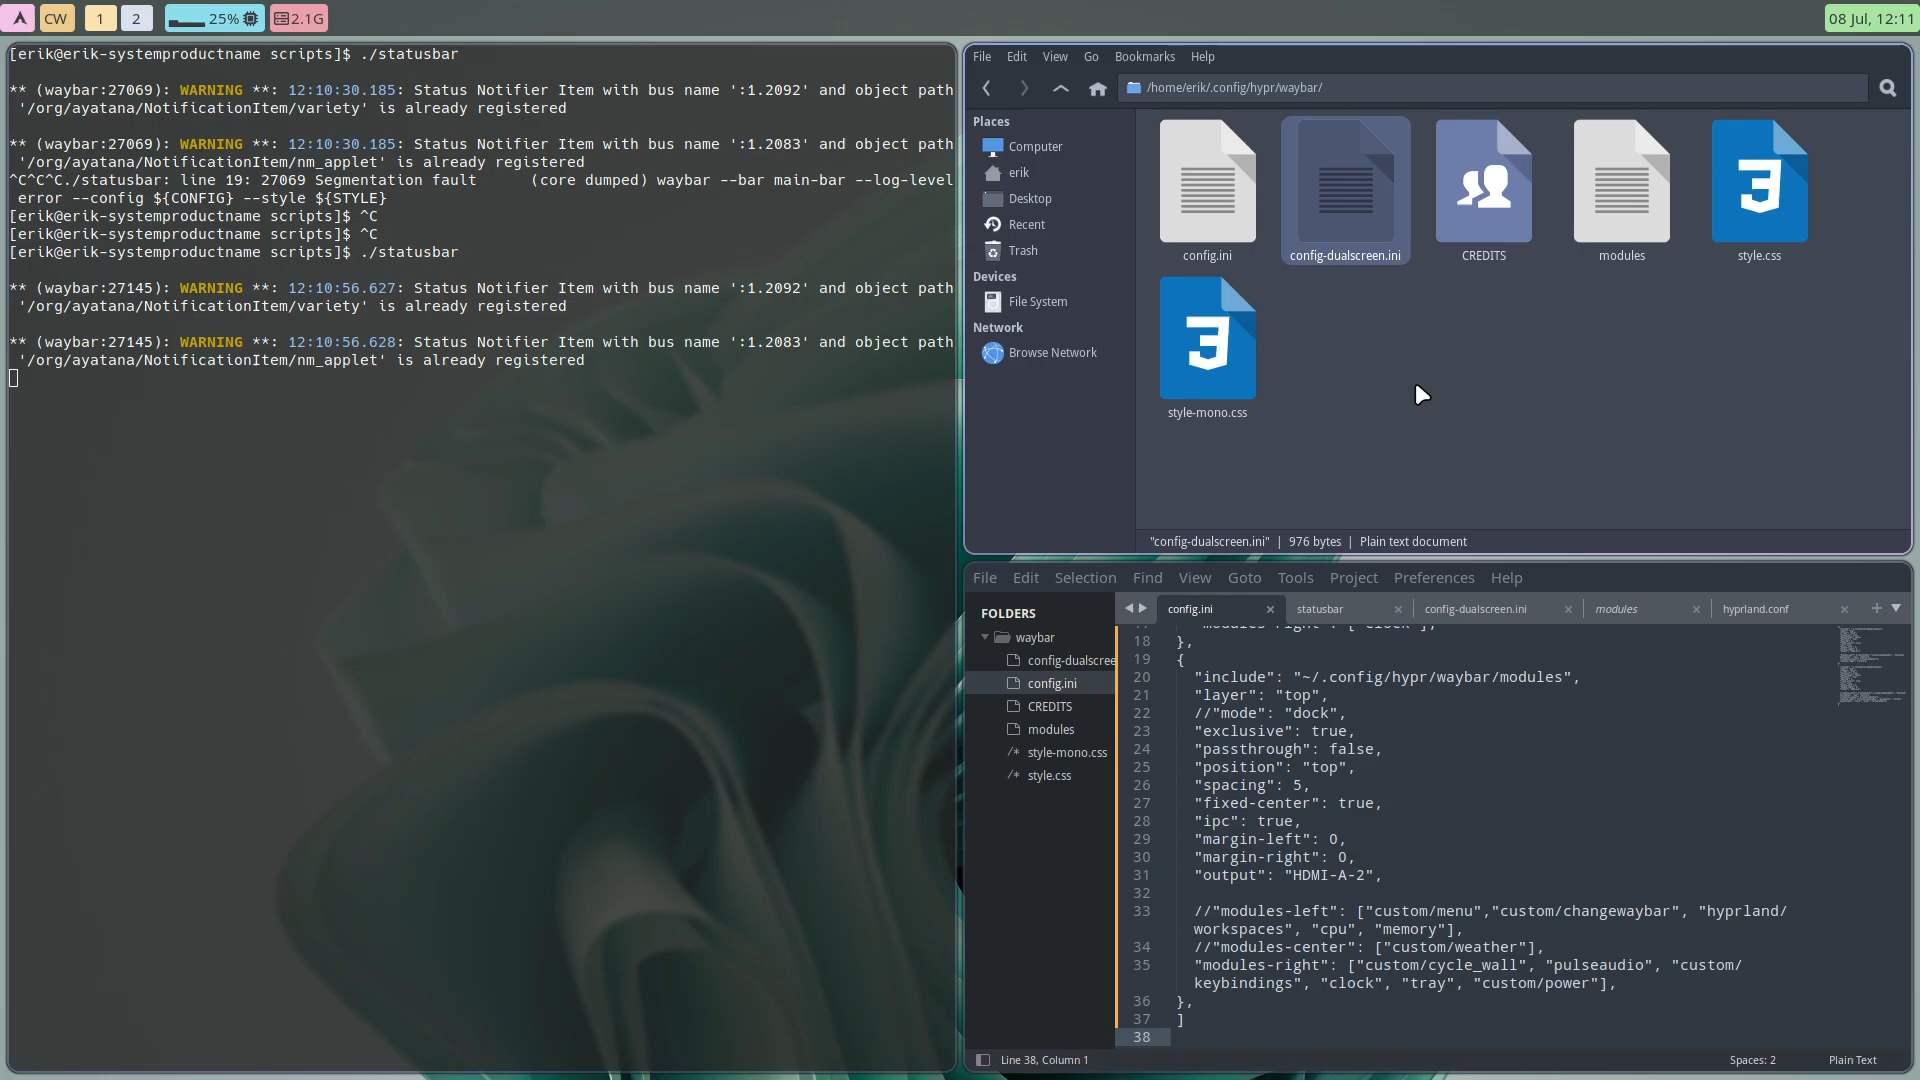 CW
1
2
25%
2.1G
08 Jul, 12:11
[erik@erik-systemproductname scripts]$ ./statusbar
** (waybar:27069): WARNING **: 12:10:30.185: Status Notifier Item with bus name ':1.2092' and object path
'/org/ayatana/NotificationItem/variety' is already registered
** (waybar:27069): WARNING **: 12:10:30.185: Status Notifier Item with bus name ':1.2083' and object path
'/org/ayatana/NotificationItem/nm_applet' is already registered
^C^C^C./statusbar: line 19: 27069 Segmentation fault      (core dumped) waybar --bar main-bar --log-level
error --config ${CONFIG} --style ${STYLE}
[erik@erik-systemproductname scripts]$ ^C
[erik@erik-systemproductname scripts]$ ^C
[erik@erik-systemproductname scripts]$ ./statusbar
** (waybar:27145): WARNING **: 12:10:56.627: Status Notifier Item with bus name ':1.2092' and object path
'/org/ayatana/NotificationItem/variety' is already registered
** (waybar:27145): WARNING **: 12:10:56.628: Status Notifier Item with bus name ':1.2083' and object path
'/org/ayatana/NotificationItem/nm_applet' is already registered
File Edit View Go Bookmarks Help
/home/erik/.config/hypr/waybar/
Places
Computer
erik
Desktop
Recent
Trash
Devices
File System
Network
Browse Network
config.ini
config-dualscreen.ini
CREDITS
modules
style.css
style-mono.css
"config-dualscreen.ini" | 976 bytes | Plain text document
File Edit Selection Find View Goto Tools Project Preferences Help
FOLDERS
waybar
config-dualscree
config.ini
CREDITS
modules
/* style-mono.css
/* style.css
config.ini
statusbar
config-dualscreen.ini
modules
hyprland.conf
17 "modules-right": ["clock"],
18 },
19 {
20 "include": "~/.config/hypr/waybar/modules",
21 "layer": "top",
22 //"mode": "dock",
23 "exclusive": true,
24 "passthrough": false,
25 "position": "top",
26 "spacing": 5,
27 "fixed-center": true,
28 "ipc": true,
29 "margin-left": 0,
30 "margin-right": 0,
31 "output": "HDMI-A-2",
32
33 //"modules-left": ["custom/menu","custom/changewaybar", "hyprland/
workspaces", "cpu", "memory"],
34 //"modules-center": ["custom/weather"],
35 "modules-right": ["custom/cycle_wall", "pulseaudio", "custom/
keybindings", "clock", "tray", "custom/power"],
36 },
37 ]
38
Line 38, Column 1
Spaces: 2
Plain Text